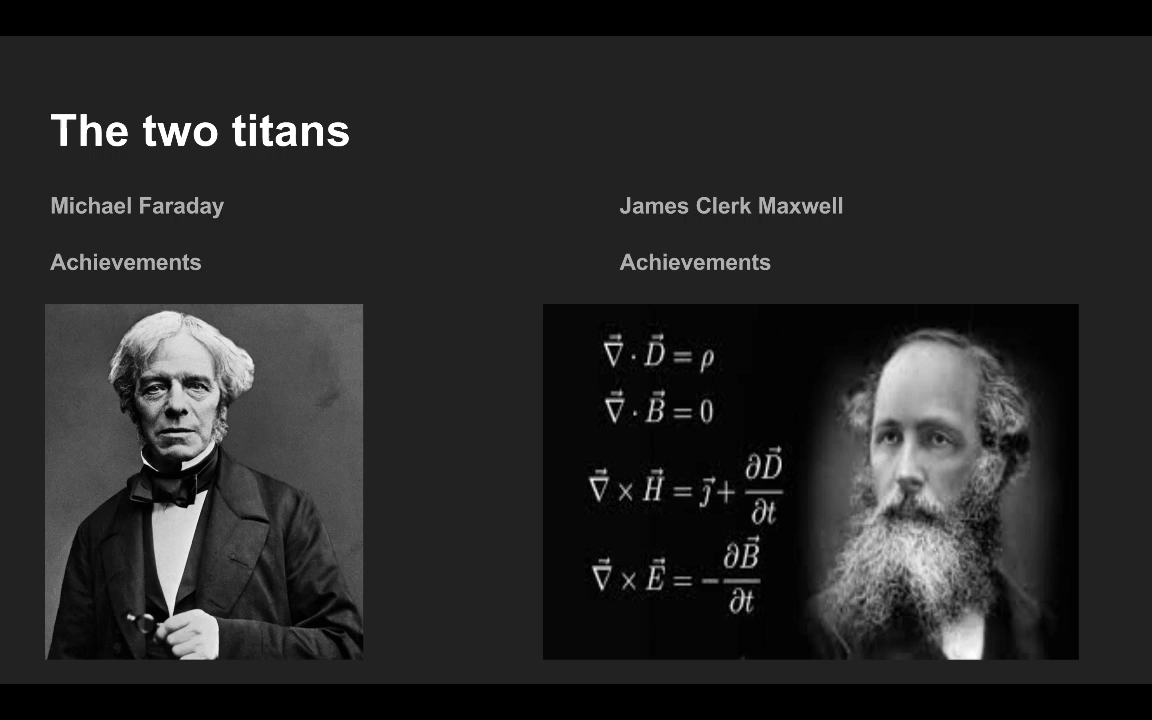 The two titans
Michael Faraday
Achievements
James Clerk Maxwell
Achievements
∇⃗ · D⃗ = ρ
∇⃗ · B⃗ = 0
∇⃗ × H⃗ = ȷ⃗ + ∂D⃗/∂t
∇⃗ × E⃗ = −∂B⃗/∂t